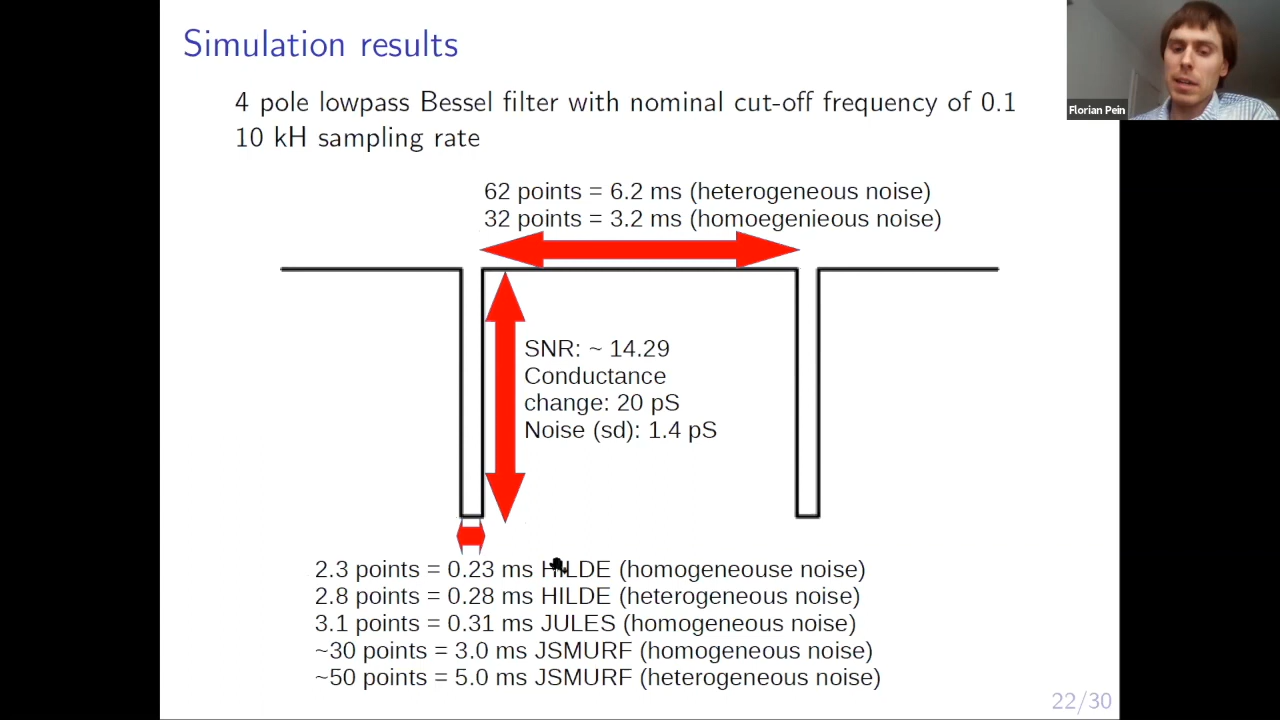 Simulation results
4 pole lowpass Bessel filter with nominal cut-off frequency of 0.1
10 kH sampling rate
Florian Pein
62 points = 6.2 ms (heterogeneous noise)
32 points = 3.2 ms (homoegenieous noise)
SNR: ~ 14.29
Conductance
change: 20 pS
Noise (sd): 1.4 pS
2.3 points = 0.23 ms HILDE (homogeneouse noise)
2.8 points = 0.28 ms HILDE (heterogeneous noise)
3.1 points = 0.31 ms JULES (homogeneous noise)
~30 points = 3.0 ms JSMURF (homogeneous noise)
~50 points = 5.0 ms JSMURF (heterogeneous noise)
22/30